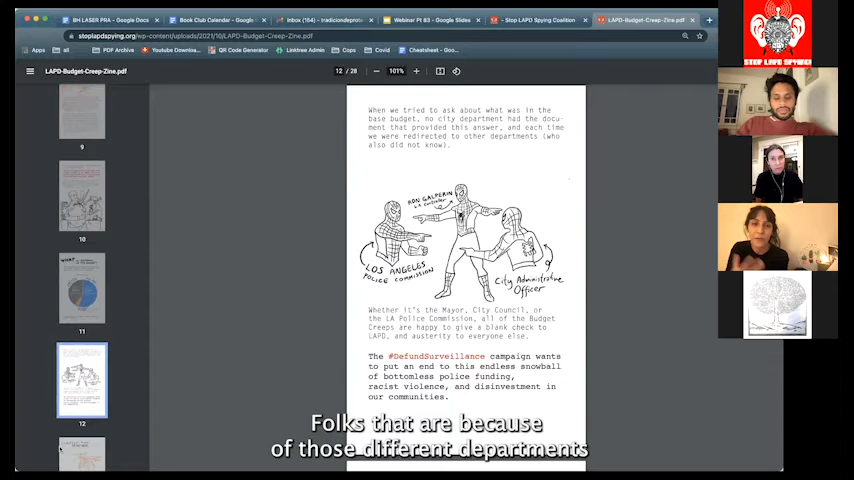 BH LASER PRA - Google Docs
Book Club Calendar - Google S
Inbox (154) - tradiciondeprote
Webinar Pt 83 - Google Slides
- Stop LAPD Spying Coalition
LAPD-Budget-Creep-Zine.pdf
stoplapdspying.org/wp-content/uploads/2021/10/LAPD-Budget-Creep-Zine.pdf
Apps
all
PDF Archive
Youtube Downloa...
QR Code Generator
Linktree Admin
Cops
Covid
Cheatsheet - Goog...
LAPD-Budget-Creep-Zine.pdf
12 / 28
101%
STOP LAPD SPYING!
9
10
11
12
When we tried to ask about what was in the
base budget, no city department had the docu-
ment that provided this answer, and each time
we were redirected to other departments (who
also did not know).
RON GALPERIN
LA Controller
LOS ANGELES
POLICE COMMISSION
City Administrative
Officer
Whether it's the Mayor, City Council, or
the LA Police Commission, all of the Budget
Creeps are happy to give a blank check to
LAPD, and austerity to everyone else.
The #DefundSurveillance campaign wants
to put an end to this endless snowball
of bottomless police funding,
racist violence, and disinvestment in
our communities.
Folks that are because
of those different departments